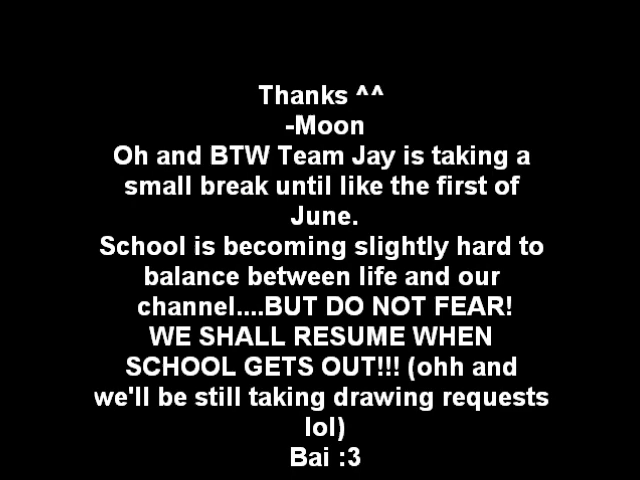 Thanks ^^
-Moon
Oh and BTW Team Jay is taking a
small break until like the first of
June.
School is becoming slightly hard to
balance between life and our
channel....BUT DO NOT FEAR!
WE SHALL RESUME WHEN
SCHOOL GETS OUT!!! (ohh and
we'll be still taking drawing requests
lol)
Bai :3